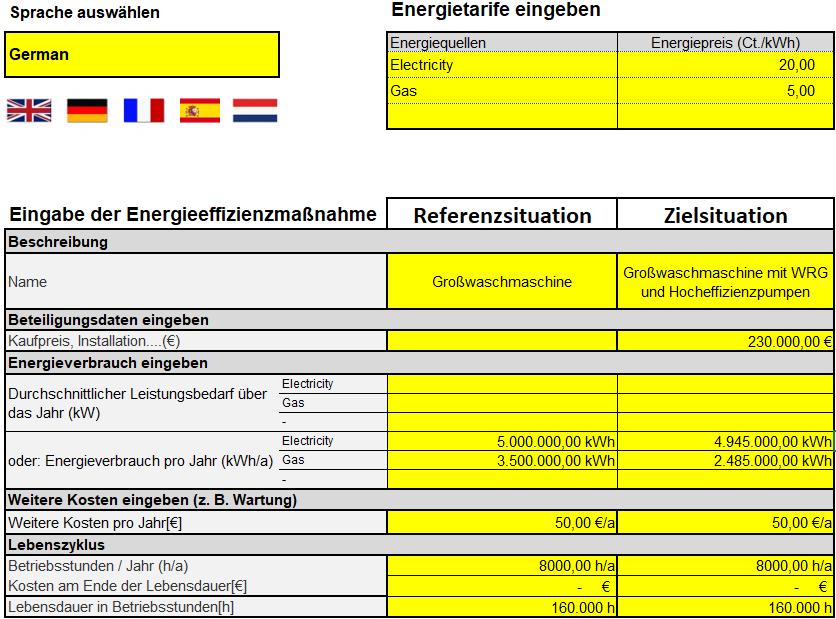 Sprache auswählen
German
Energietarife eingeben
Energiequellen Energiepreis (Ct./kWh)
Electricity 20,00
Gas 5,00
Eingabe der Energieeffizienzmaßnahme Referenzsituation Zielsituation
Beschreibung
Name Großwaschmaschine Großwaschmaschine mit WRG
und Hocheffizienzpumpen
Beteiligungsdaten eingeben
Kaufpreis, Installation....(€) 230.000,00 €
Energieverbrauch eingeben
Durchschnittlicher Leistungsbedarf über
das Jahr (kW)
Electricity
Gas
-
oder: Energieverbrauch pro Jahr (kWh/a)
Electricity 5.000.000,00 kWh 4.945.000,00 kWh
Gas 3.500.000,00 kWh 2.485.000,00 kWh
-
Weitere Kosten eingeben (z. B. Wartung)
Weitere Kosten pro Jahr[€] 50,00 €/a 50,00 €/a
Lebenszyklus
Betriebsstunden / Jahr (h/a) 8000,00 h/a 8000,00 h/a
Kosten am Ende der Lebensdauer[€] - € - €
Lebensdauer in Betriebsstunden[h] 160.000 h 160.000 h